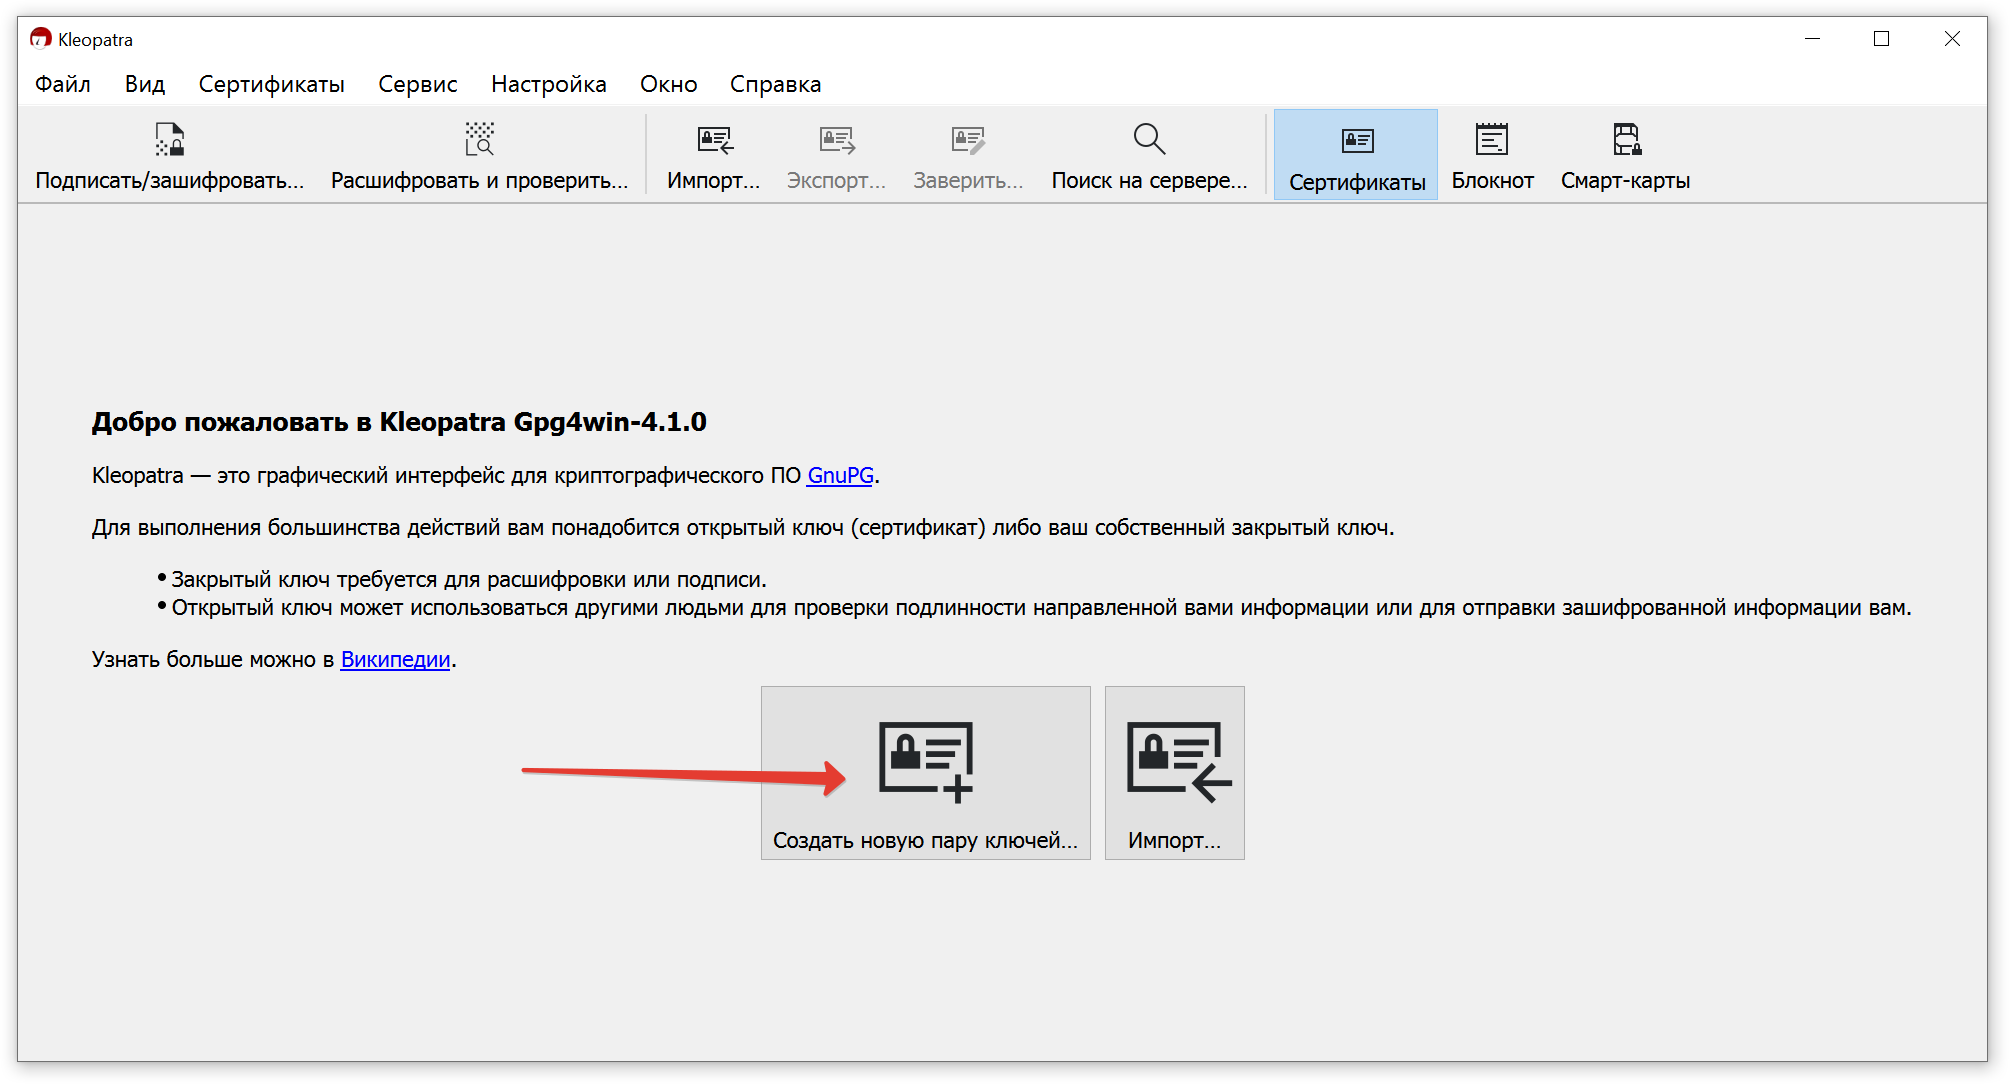 Kleopatra
Файл Вид Сертификаты Сервис Настройка Окно Справка
Подписать/зашифровать... Расшифровать и проверить... Импорт... Экспорт... Заверить... Поиск на сервере... Сертификаты Блокнот Смарт-карты
Добро пожаловать в Kleopatra Gpg4win-4.1.0
Kleopatra — это графический интерфейс для криптографического ПО GnuPG.
Для выполнения большинства действий вам понадобится открытый ключ (сертификат) либо ваш собственный закрытый ключ.
• Закрытый ключ требуется для расшифровки или подписи.
• Открытый ключ может использоваться другими людьми для проверки подлинности направленной вами информации или для отправки зашифрованной информации вам.
Узнать больше можно в Википедии.
Создать новую пару ключей... Импорт...